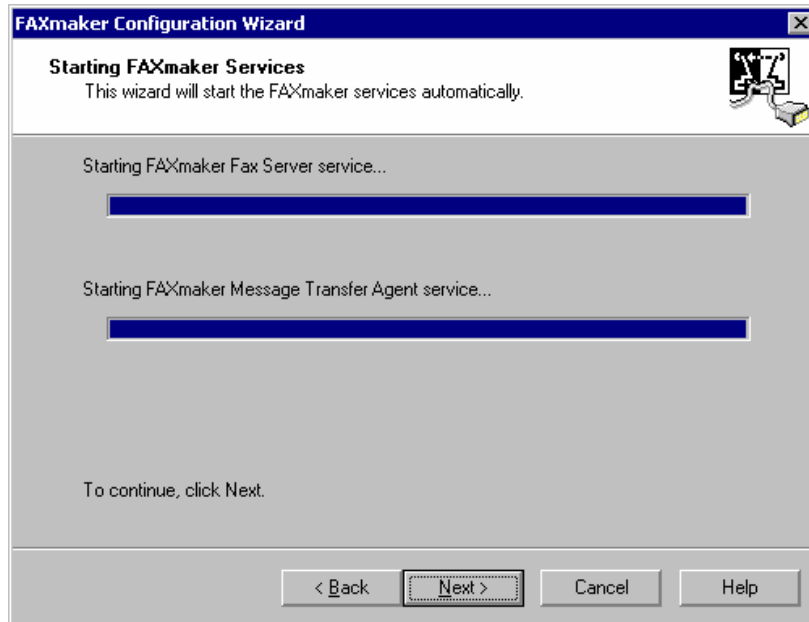 FAXmaker Configuration Wizard
Starting FAXmaker Services
This wizard will start the FAXmaker services automatically.
Starting FAXmaker Fax Server service...
Starting FAXmaker Message Transfer Agent service...
To continue, click Next.
< Back Next > Cancel Help